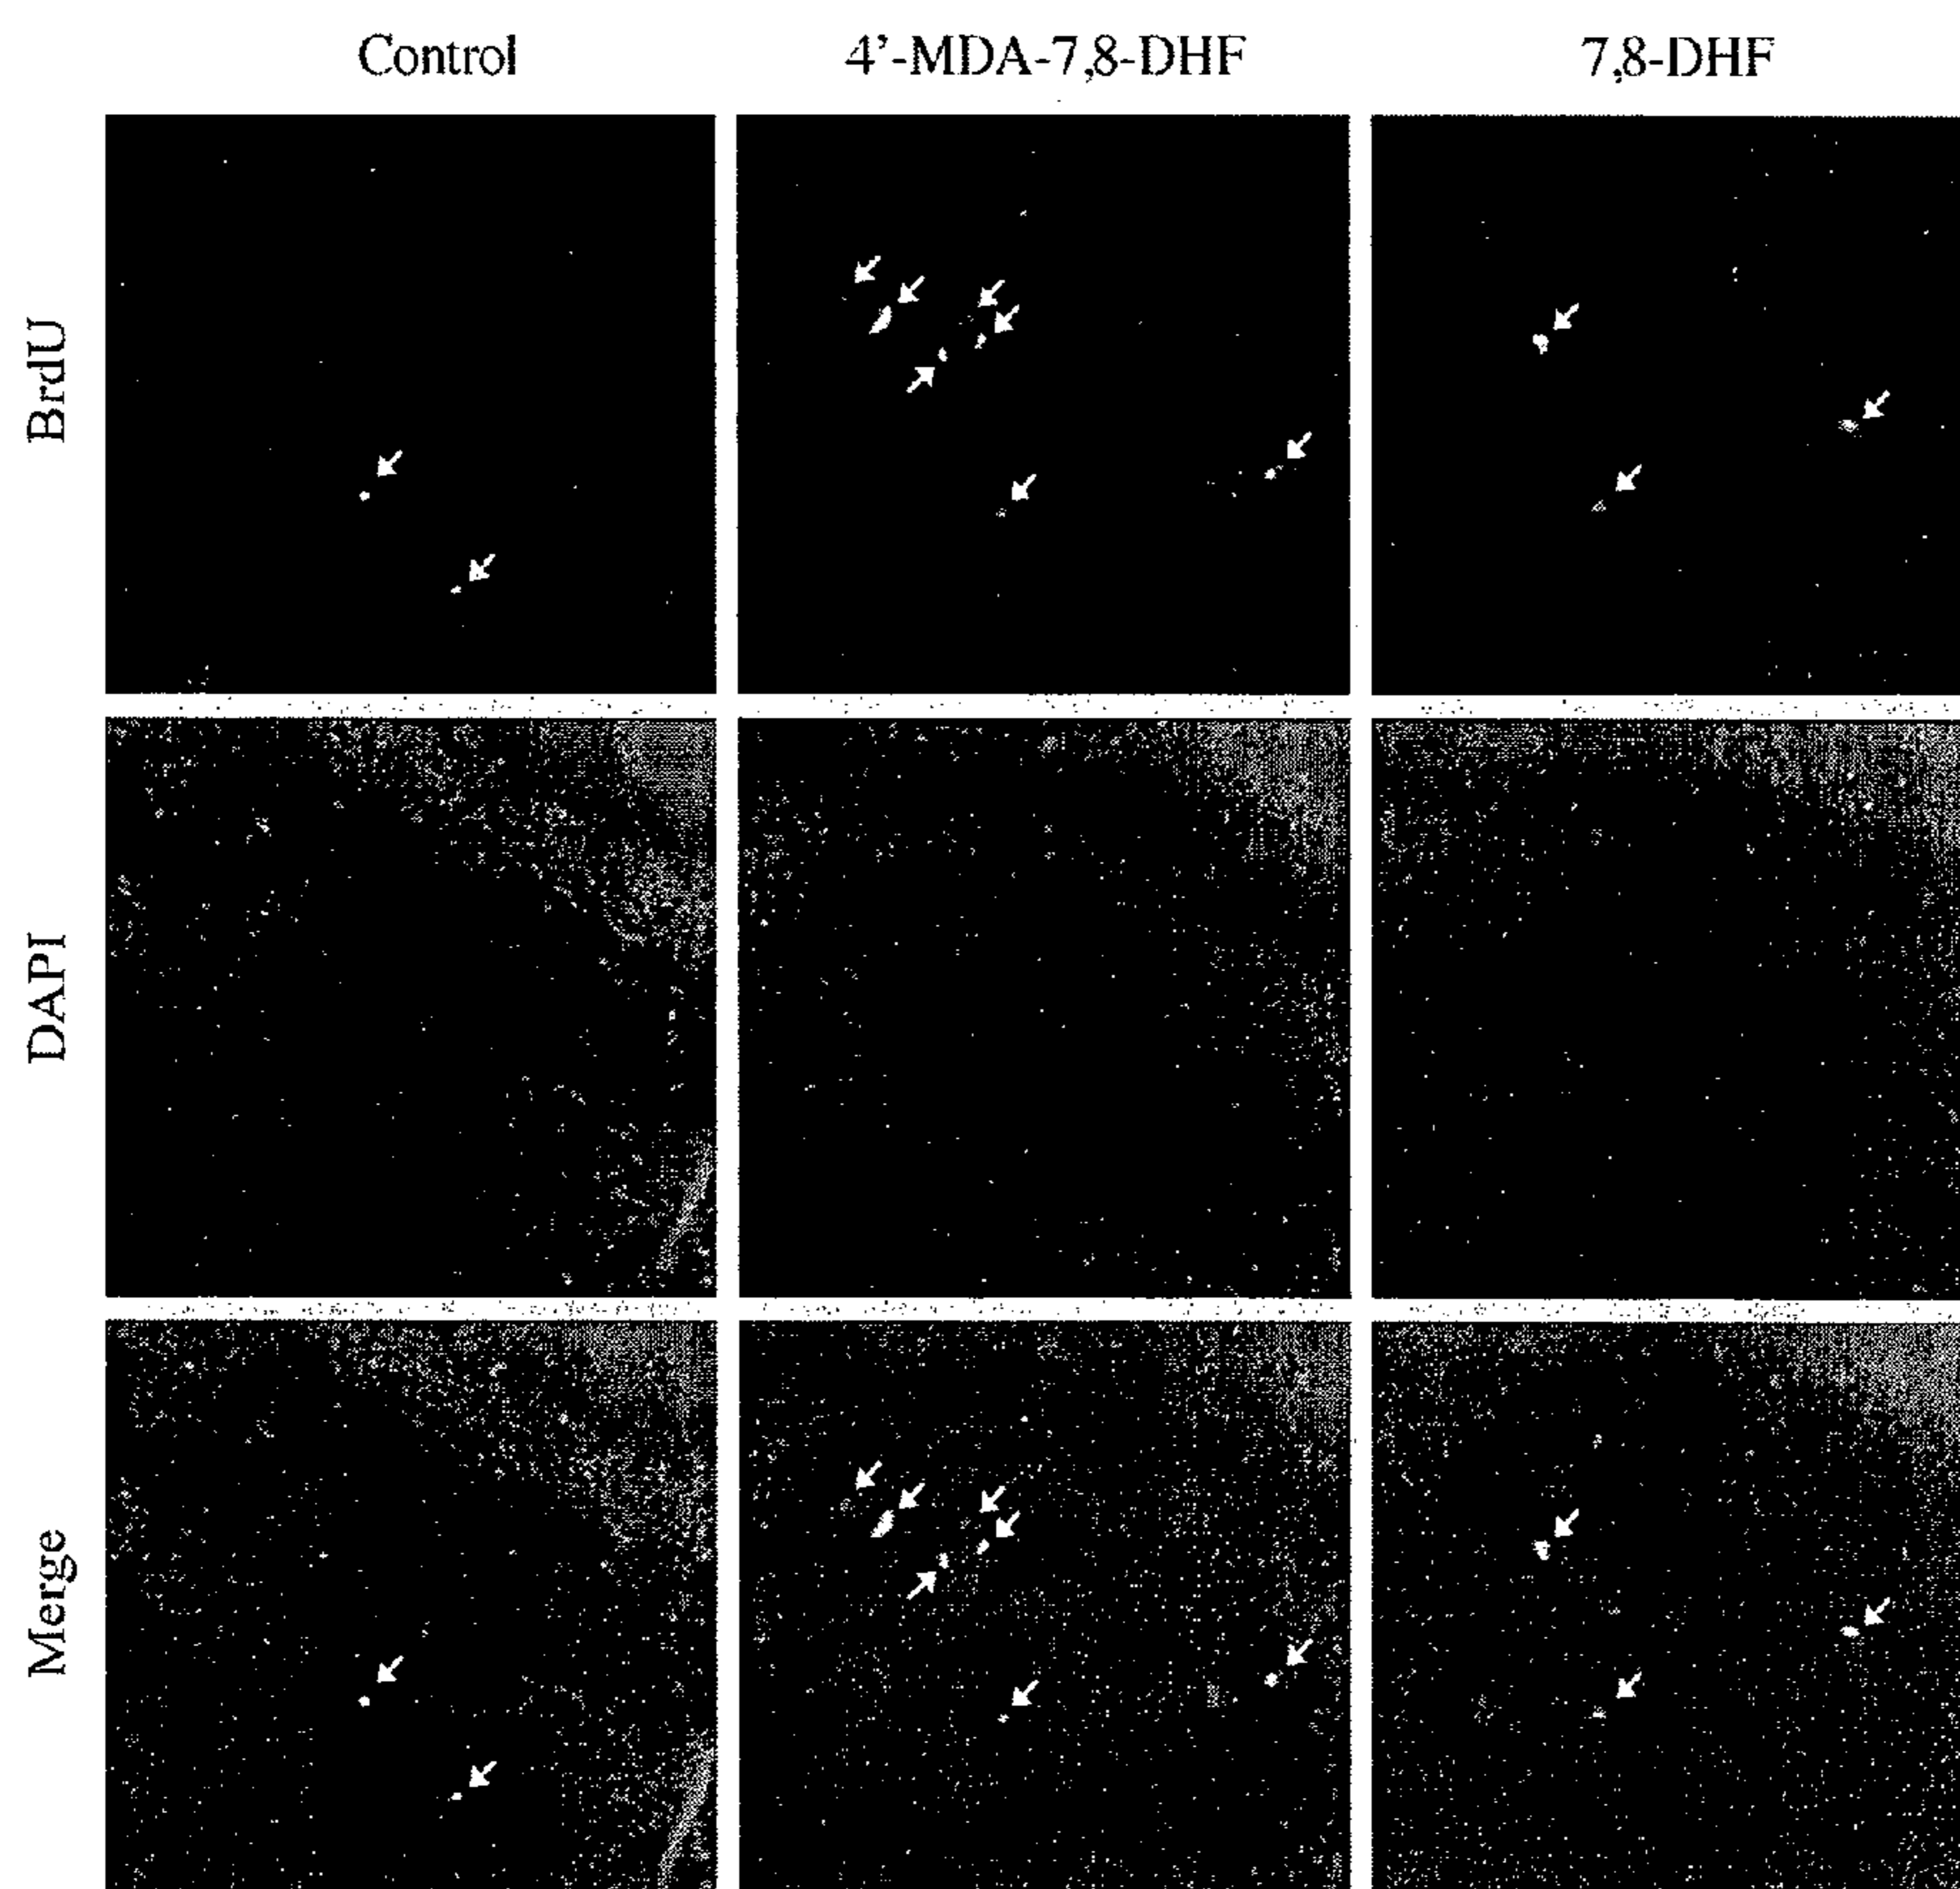 Control 4’-MDA-7,8-DHF 7,8-DHF
BrdU
DAPI
Merge